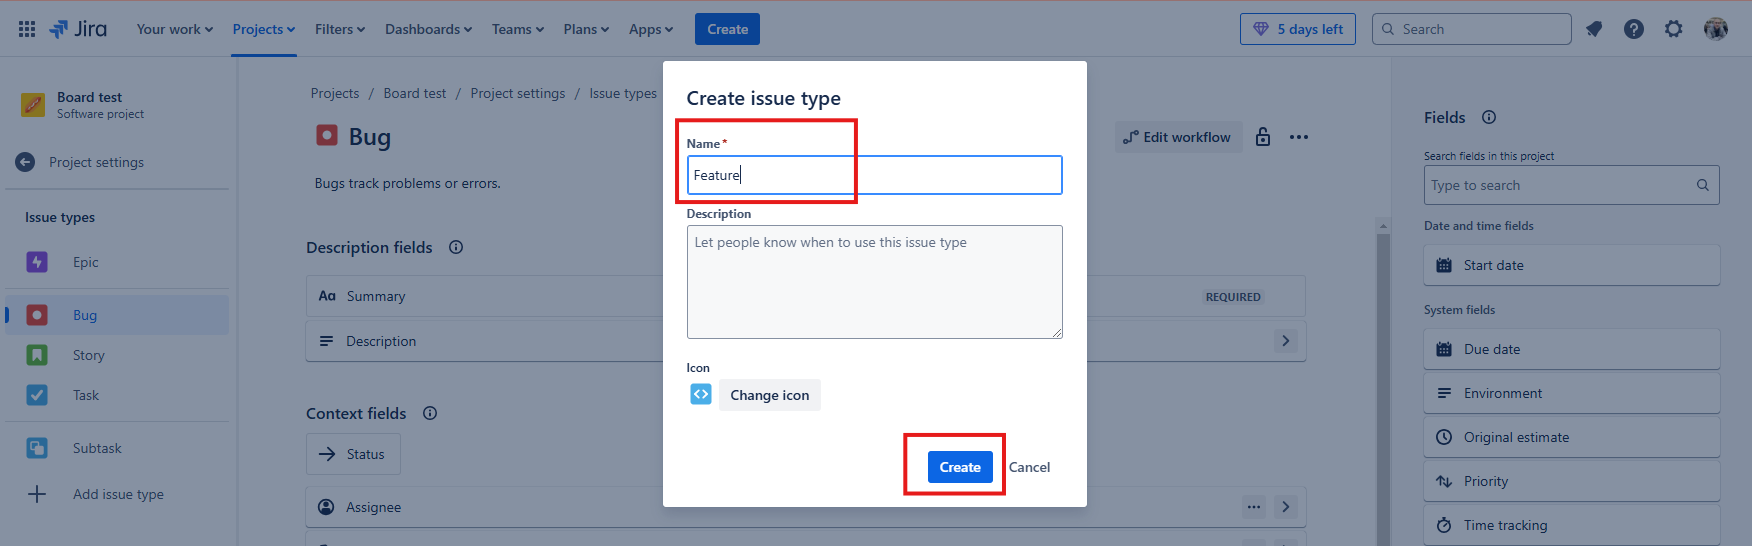 Jira
Your work
Projects
Filters
Dashboards
Teams
Plans
Apps
Create
5 days left
Search
Board test
Software project
Project settings
Issue types
Epic
Bug
Story
Task
Subtask
Add issue type
Projects / Board test / Project settings / Issue types
Bug
Edit workflow
Bugs track problems or errors.
Description fields
Aa Summary
REQUIRED
Description
Context fields
Status
Assignee
Create issue type
Name*
Feature
Description
Let people know when to use this issue type
Icon
Change icon
Create
Cancel
Fields
Search fields in this project
Type to search
Date and time fields
Start date
System fields
Due date
Environment
Original estimate
Priority
Time tracking